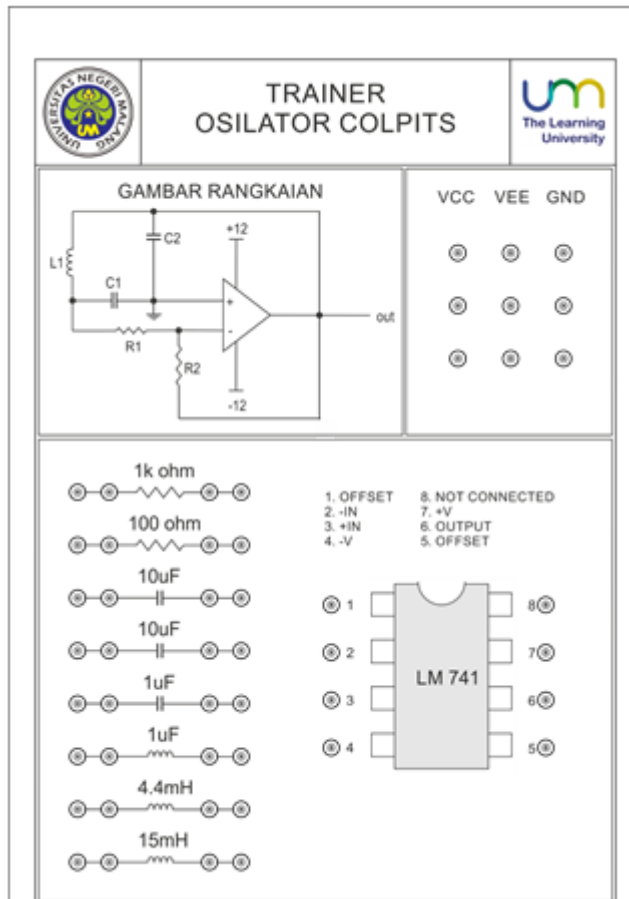 UNIVERSITAS NEGERI MALANG
UM
TRAINER
OSILATOR COLPITS
um
The Learning
University
GAMBAR RANGKAIAN
+12
C2
L1
C1
+
-
out
R1
R2
-12
VCC VEE GND
1k ohm
100 ohm
10uF
10uF
1uF
1uF
4.4mH
15mH
1. OFFSET 8. NOT CONNECTED
2. -IN 7. +V
3. +IN 6. OUTPUT
4. -V 5. OFFSET
1 8
2 7
LM 741
3 6
4 5